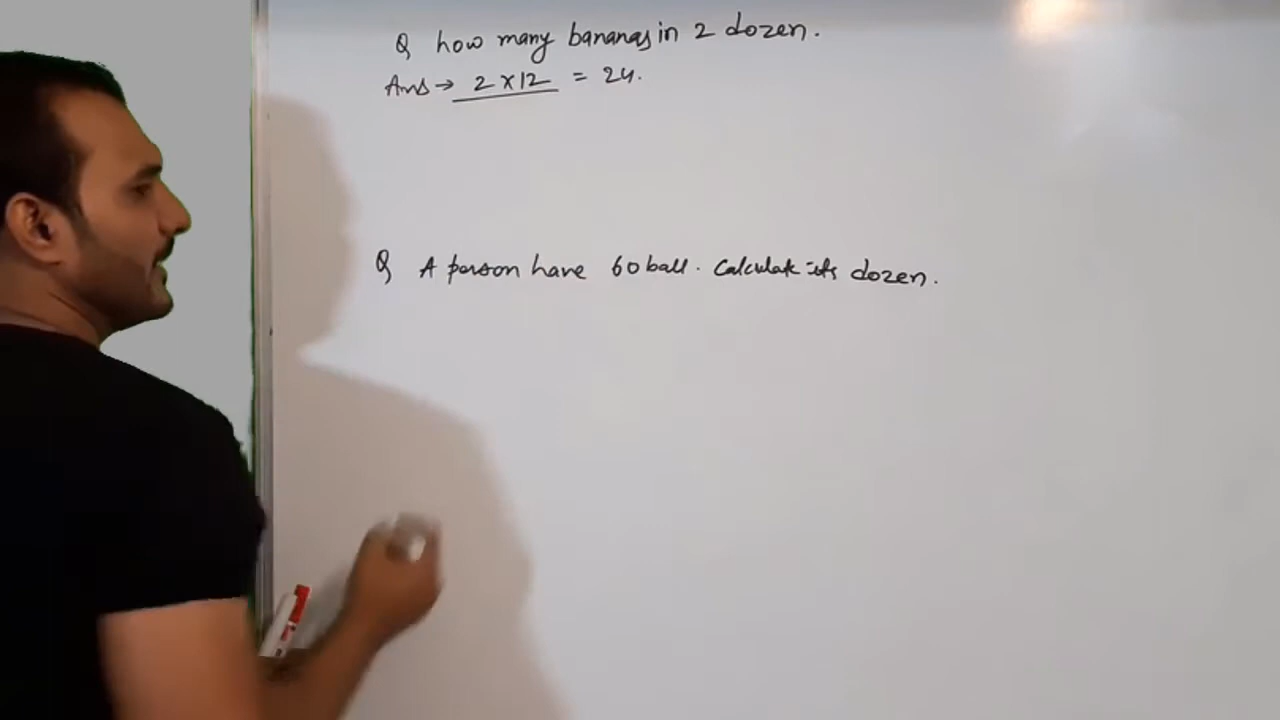 Q how many bananas in 2 dozen.
Ans → 2 x 12 = 24.
Q A person have 60 ball. Calculate its dozen.